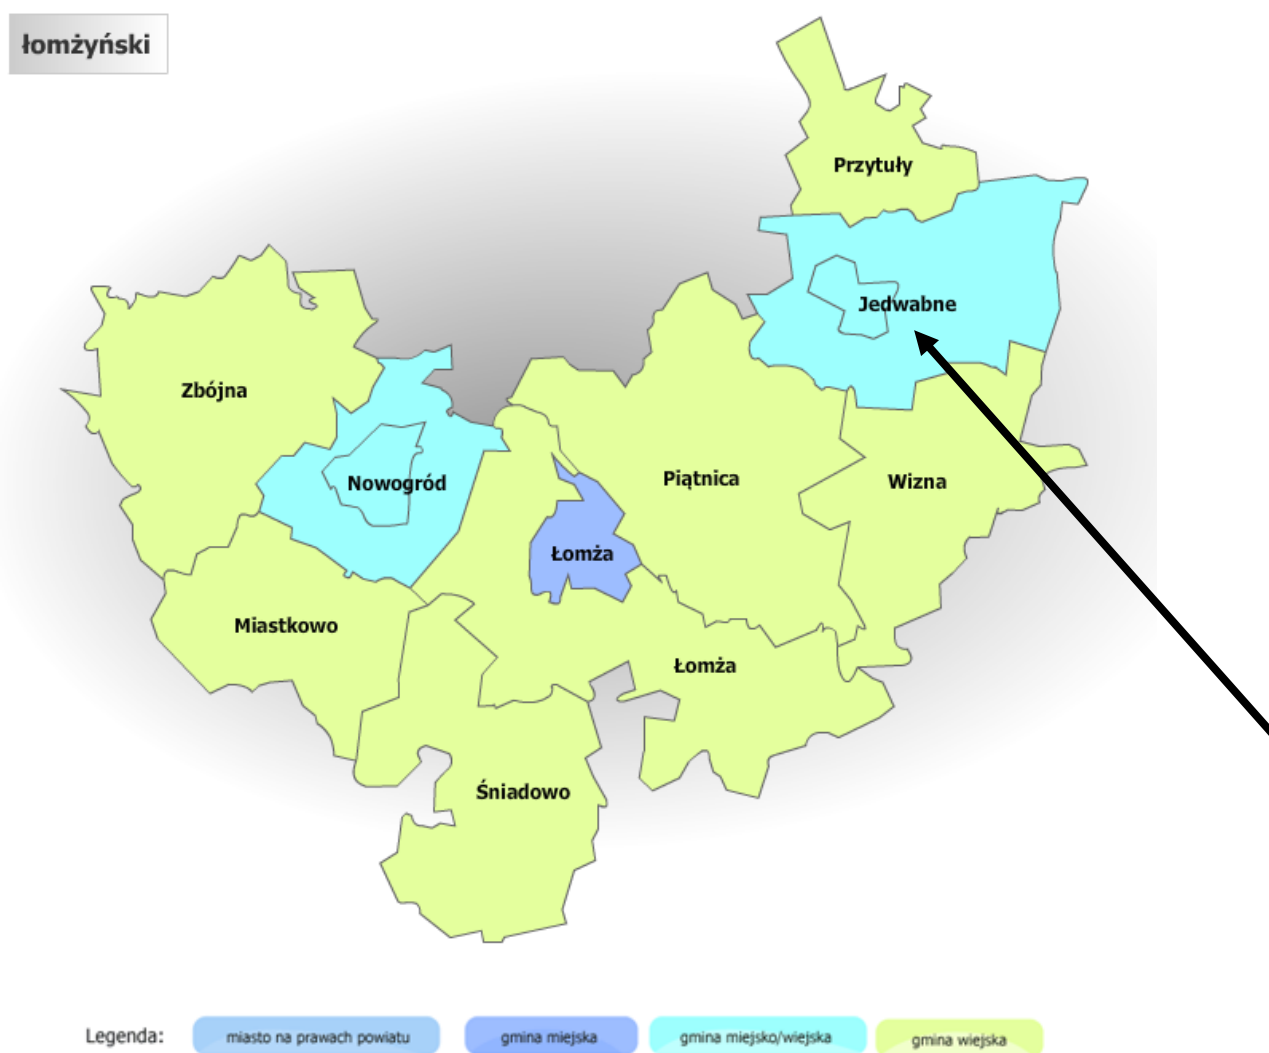 łomżyński
Przytuły
Jedwabne
Zbójna
Nowogród
Piątnica
Wizna
Łomża
Miastkowo
Łomża
Śniadowo
Legenda: miasto na prawach powiatu gmina miejska gmina miejsko/wiejska gmina wiejska